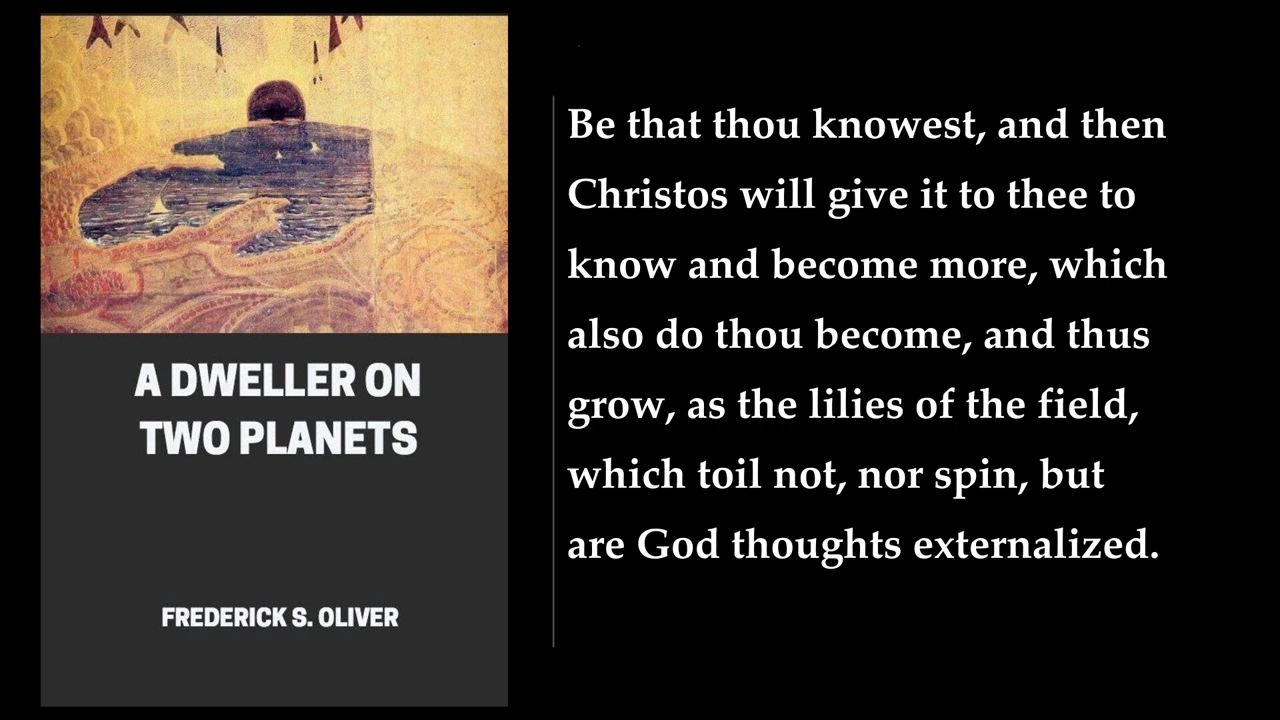 A DWELLER ON
TWO PLANETS
FREDERICK S. OLIVER
Be that thou knowest, and then
Christos will give it to thee to
know and become more, which
also do thou become, and thus
grow, as the lilies of the field,
which toil not, nor spin, but
are God thoughts externalized.